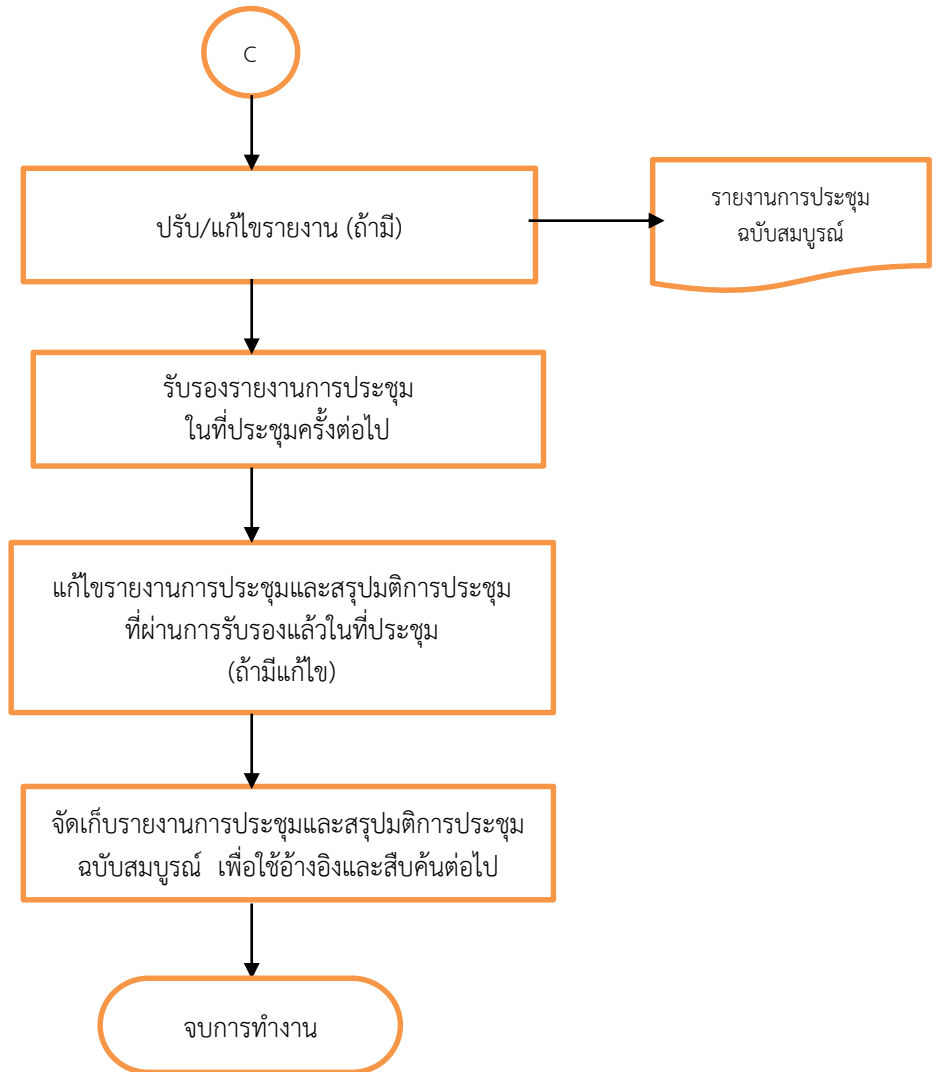 C
ปรับ/แก้ไขรายงาน (ถ้ามี)
รายงานการประชุม
ฉบับสมบูรณ์
รับรองรายงานการประชุม
ในที่ประชุมครั้งต่อไป
แก้ไขรายงานการประชุมและสรุปมติการประชุม
ที่ผ่านการรับรองแล้วในที่ประชุม
(ถ้ามีแก้ไข)
จัดเก็บรายงานการประชุมและสรุปมติการประชุม
ฉบับสมบูรณ์ เพื่อใช้อ้างอิงและสืบค้นต่อไป
จบการทำงาน